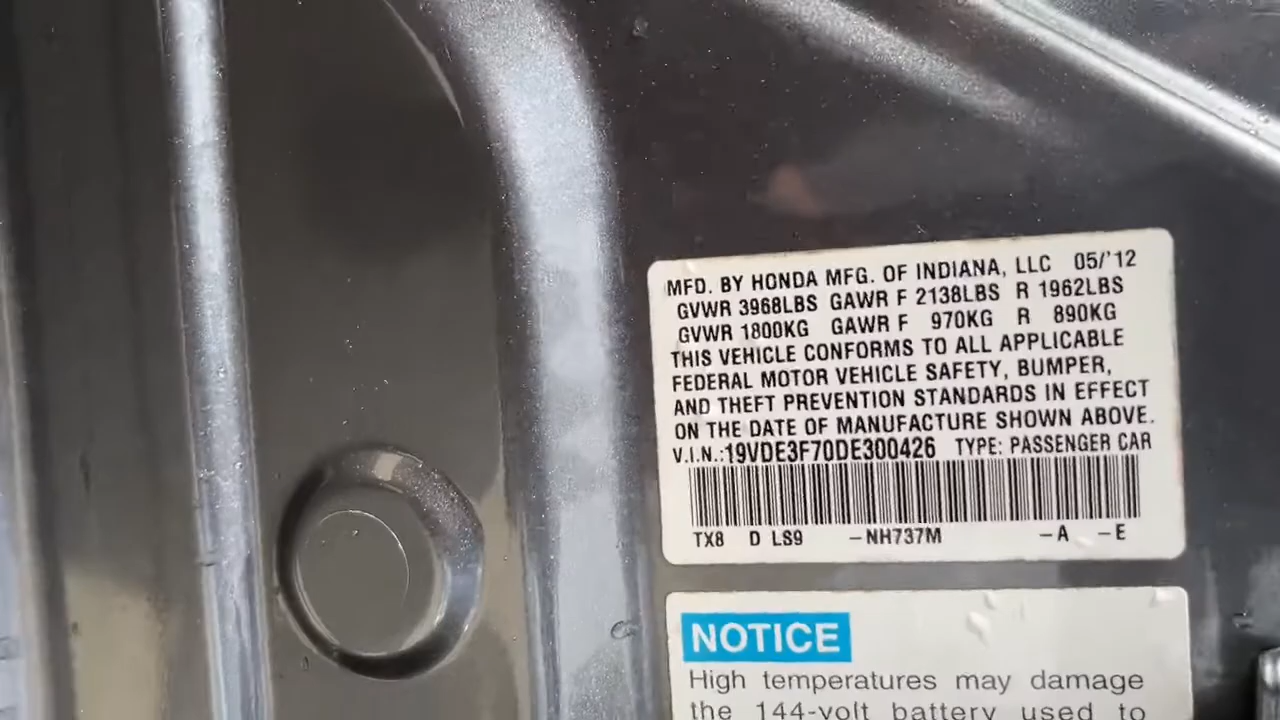 MFD. BY HONDA MFG. OF INDIANA, LLC 05/'12
GVWR 3968LBS GAWR F 2138LBS R 1962LBS
GVWR 1800KG GAWR F 970KG R 890KG
THIS VEHICLE CONFORMS TO ALL APPLICABLE
FEDERAL MOTOR VEHICLE SAFETY, BUMPER,
AND THEFT PREVENTION STANDARDS IN EFFECT
ON THE DATE OF MANUFACTURE SHOWN ABOVE.
V.I.N.:19VDE3F70DE300426 TYPE: PASSENGER CAR
TX8 D LS9 -NH737M -A -E
NOTICE
High temperatures may damage
the 144-volt battery used to